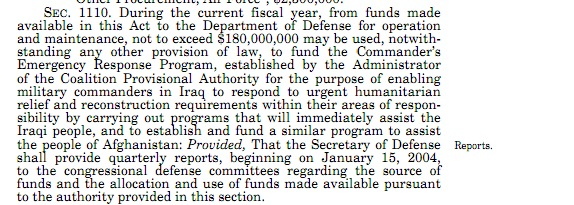 SEC. 1110. During the current fiscal year, from funds made
available in this Act to the Department of Defense for operation
and maintenance, not to exceed $180,000,000 may be used, notwith-
standing any other provision of law, to fund the Commander's
Emergency Response Program, established by the Administrator
of the Coalition Provisional Authority for the purpose of enabling
military commanders in Iraq to respond to urgent humanitarian
relief and reconstruction requirements within their areas of respon-
sibility by carrying out programs that will immediately assist the
Iraqi people, and to establish and fund a similar program to assist
the people of Afghanistan: Provided, That the Secretary of Defense
Reports.
shall provide quarterly reports, beginning on January 15, 2004,
to the congressional defense committees regarding the source of
funds and the allocation and use of funds made available pursuant
to the authority provided in this section.